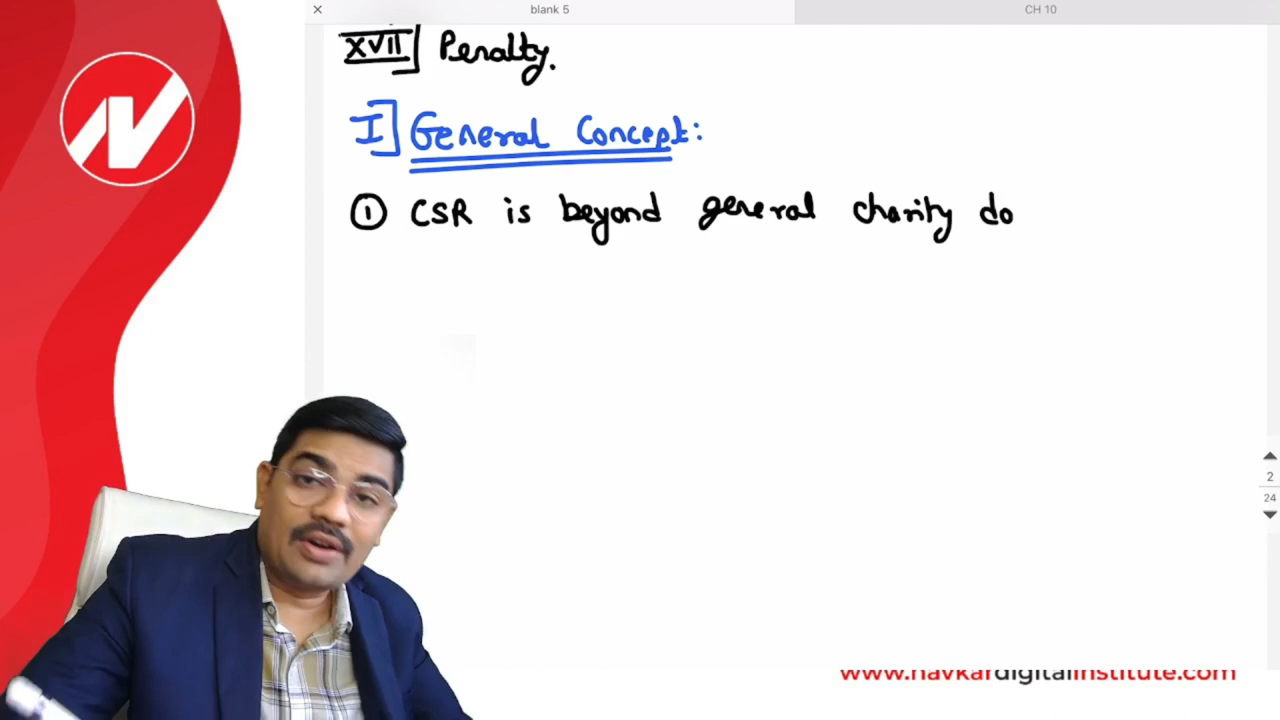 × blank 5 CH 10
XVII] Penalty.
I] General Concept:
① CSR is beyond general charity do
2
24
www.navkardigitalinstitute.com